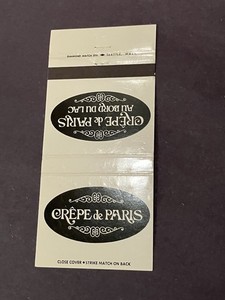 CRÊPE de PARIS
AU BORD DU LAC
CRÊPE de PARIS
CLOSE COVER • STRIKE MATCH ON BACK